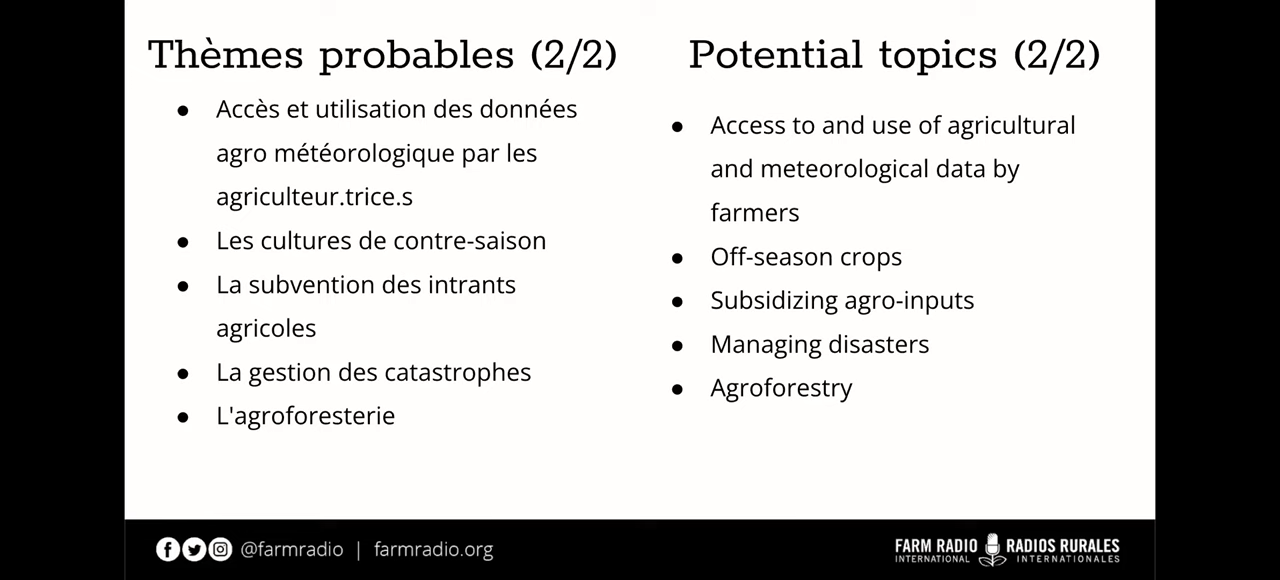 Thèmes probables (2/2)
● Accès et utilisation des données
agro météorologique par les
agriculteur.trice.s
● Les cultures de contre-saison
● La subvention des intrants
agricoles
● La gestion des catastrophes
● L'agroforesterie
Potential topics (2/2)
● Access to and use of agricultural
and meteorological data by
farmers
● Off-season crops
● Subsidizing agro-inputs
● Managing disasters
● Agroforestry
@farmradio | farmradio.org
FARM RADIO
INTERNATIONAL
RADIOS RURALES
INTERNATIONALES